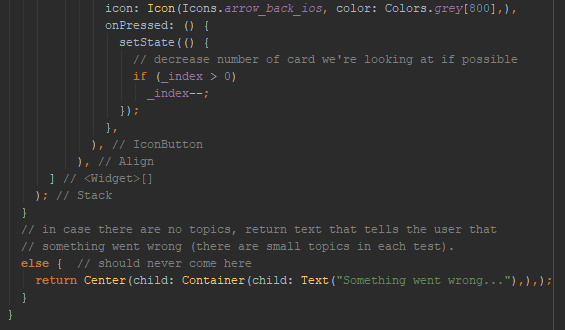 icon: Icon(Icons.arrow_back_ios, color: Colors.grey[800],),
onPressed: () {
setState(() {
// decrease number of card we're looking at if possible
if (_index > 0)
_index--;
});
},
), // IconButton
), // Align
] // <Widget>[]
); // Stack
}
// in case there are no topics, return text that tells the user that
// something went wrong (there are small topics in each test).
else {  // should never come here
return Center(child: Container(child: Text("Something went wrong..."),),);
}
}